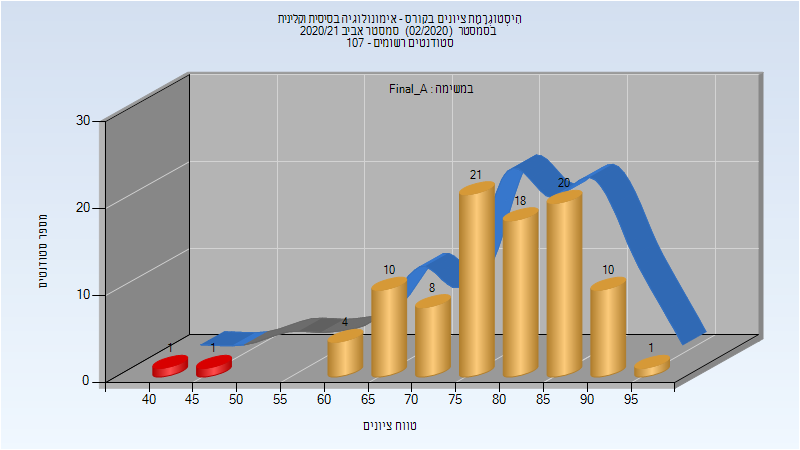 היסטוגרמת ציונים בקורס - אימונולוגיה בסיסית וקלינית
בסמסטר (02/2020) סמסטר אביב 2020/21
סטודנטים רשומים - 107
במשימה : Final_A
30
20
10
0
מספר סטודנטים
1
1
4
10
8
21
18
20
10
1
40 45 50 55 60 65 70 75 80 85 90 95
טווח ציונים